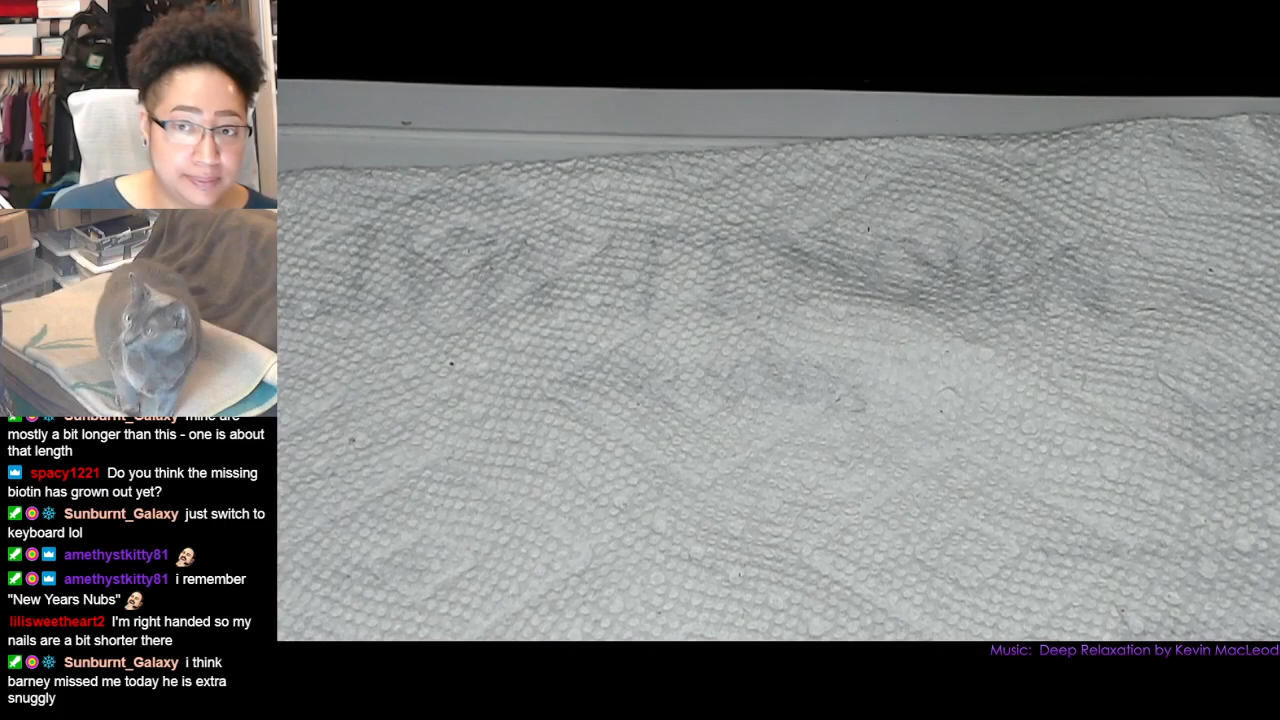 Sunburnt_Galaxy mine are
mostly a bit longer than this - one is about
that length
spacy1221 Do you think the missing
biotin has grown out yet?
Sunburnt_Galaxy just switch to
keyboard lol
amethystkitty81
amethystkitty81 i remember
"New Years Nubs"
lilisweetheart2 I'm right handed so my
nails are a bit shorter there
Sunburnt_Galaxy i think
barney missed me today he is extra
snuggly
Music: Deep Relaxation by Kevin MacLeod